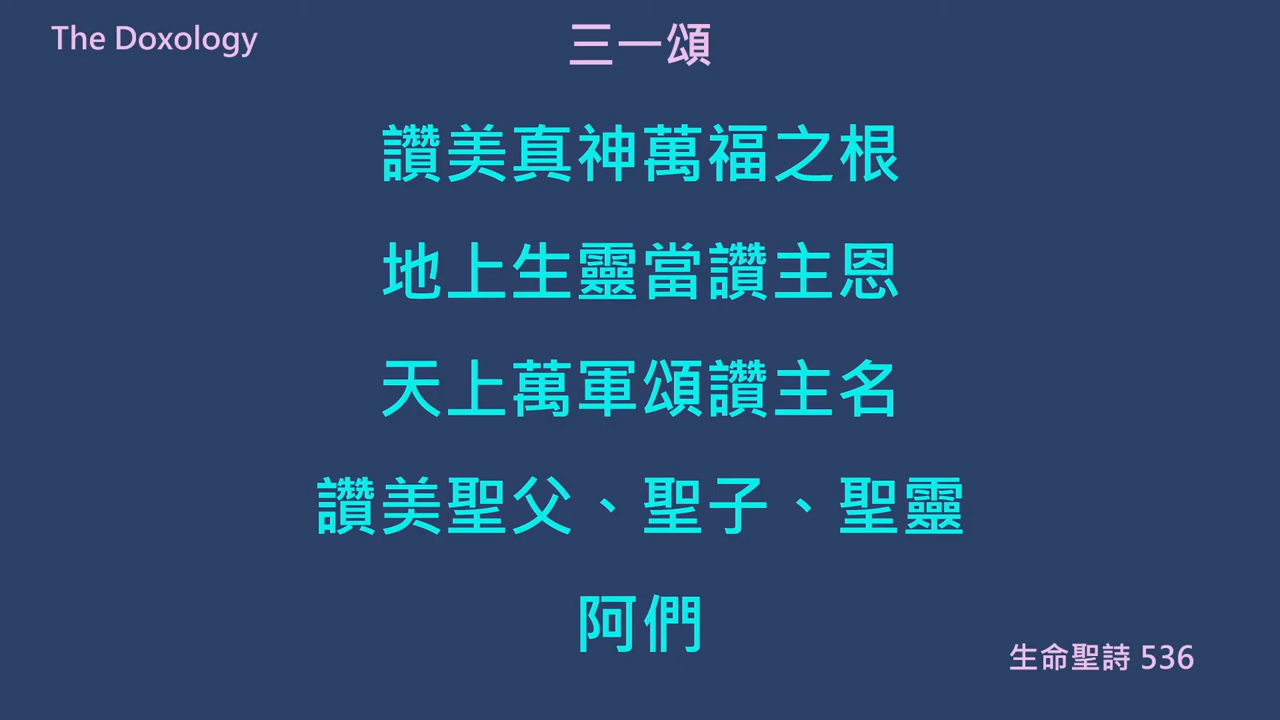 The Doxology
三一頌
讚美真神萬福之根
地上生靈當讚主恩
天上萬軍頌讚主名
讚美聖父、聖子、聖靈
阿們
生命聖詩 536